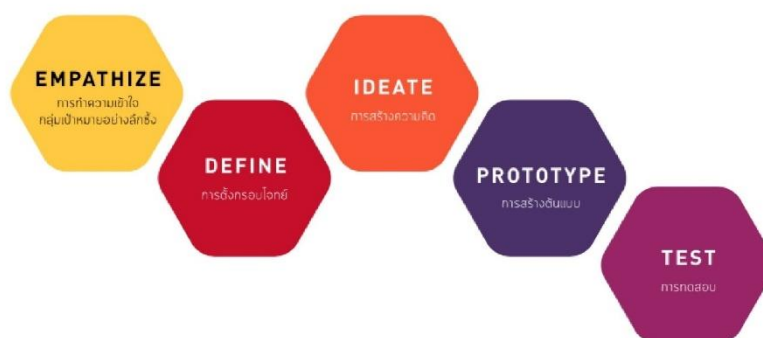 EMPATHIZE
การทำความเข้าใจ
กลุ่มเป้าหมายอย่างลึกซึ้ง
DEFINE
การตั้งกรอบโจทย์
IDEATE
การสร้างความคิด
PROTOTYPE
การสร้างต้นแบบ
TEST
การทดสอบ